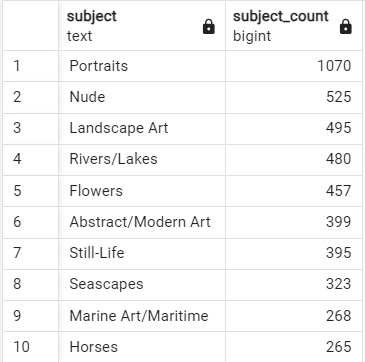 subject subject_count
text bigint
1 Portraits 1070
2 Nude 525
3 Landscape Art 495
4 Rivers/Lakes 480
5 Flowers 457
6 Abstract/Modern Art 399
7 Still-Life 395
8 Seascapes 323
9 Marine Art/Maritime 268
10 Horses 265